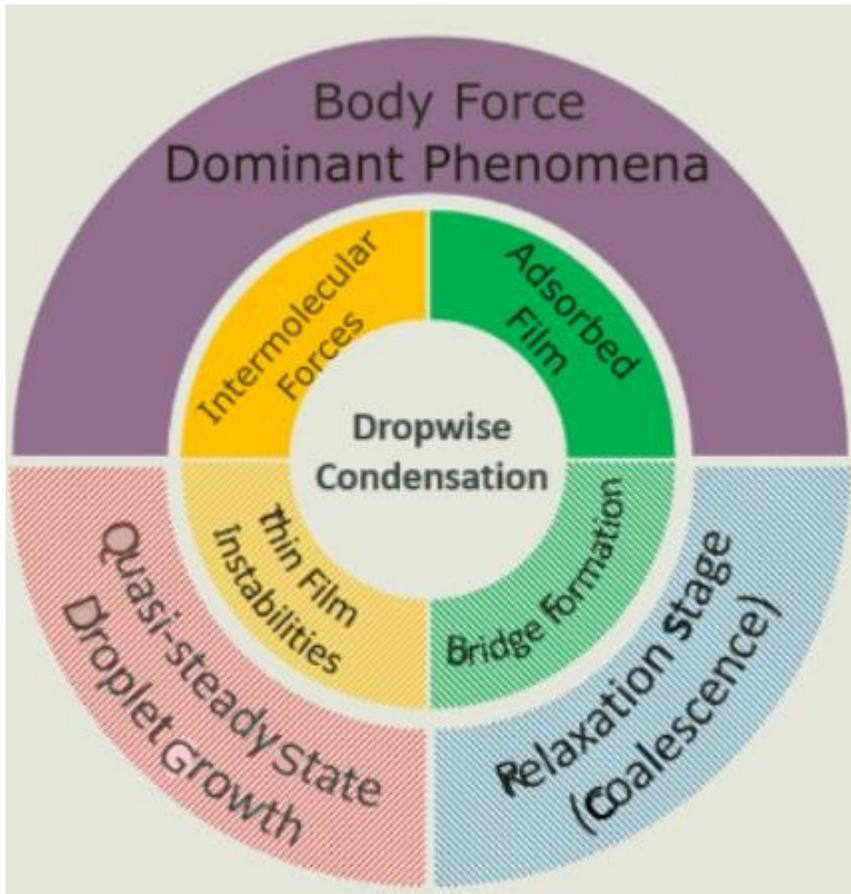 Body Force
Dominant Phenomena
Intermolecular
Forces
Adsorbed
Film
Dropwise
Condensation
Thin Film
Instabilities
Bridge Formation
Quasi-steady State
Droplet Growth
Relaxation stage
(Coalescence)